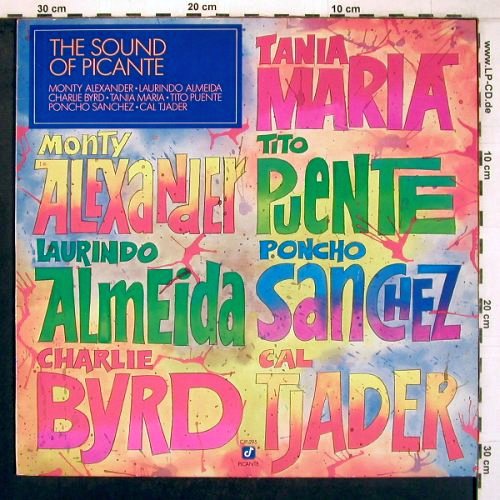 30 cm
20 cm
10 cm
THE SOUND
OF PICANTE
MONTY ALEXANDER • LAURINDO ALMEIDA
CHARLIE BYRD • TANIA MARIA • TITO PUENTE
PONCHO SANCHEZ • CAL TJADER
TANIA
MARIA
MONTY
ALEXANDER
TITO
PUENTE
LAURINDO
ALMEIDA
PONCHO
SANCHEZ
CHARLIE
BYRD
CAL
TJADER
CJP-295
PICANTE
www.LP-CD.de
10 cm
20 cm
30 cm